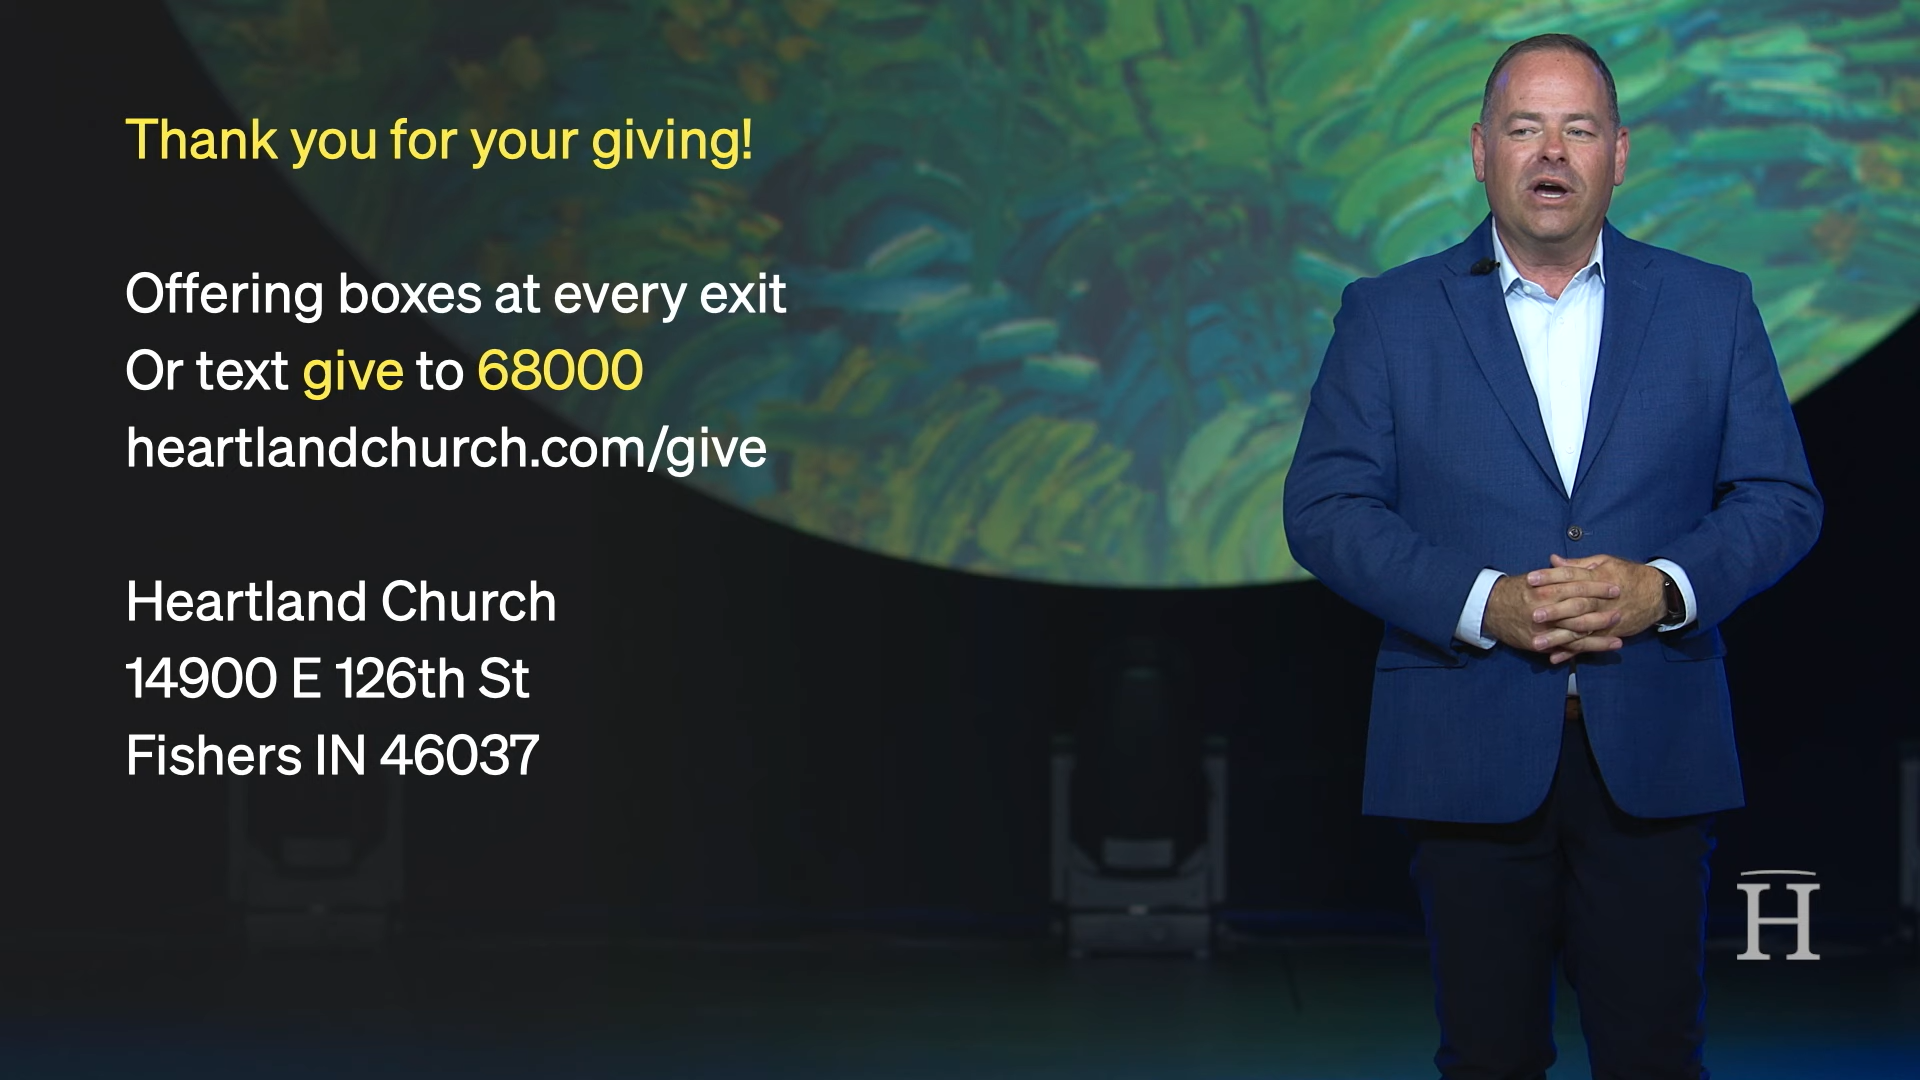 Thank you for your giving!
Offering boxes at every exit
Or text give to 68000
heartlandchurch.com/give
Heartland Church
14900 E 126th St
Fishers IN 46037
H